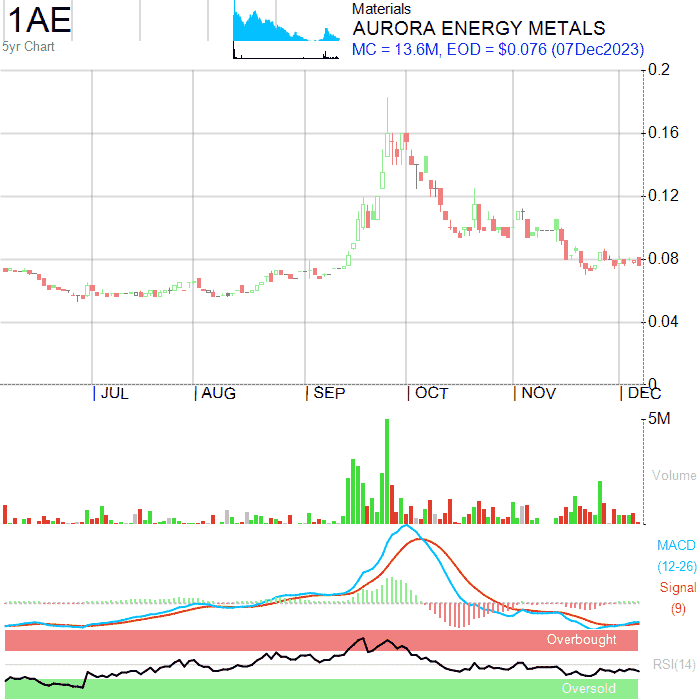 1AE
5yr Chart
Materials
AURORA ENERGY METALS
MC = 13.6M, EOD = $0.076 (07Dec2023)
0.2
0.16
0.12
0.08
0.04
0
JUL AUG SEP OCT NOV DEC
5M
Volume
MACD
(12-26)
Signal
(9)
Overbought
RSI(14)
Oversold